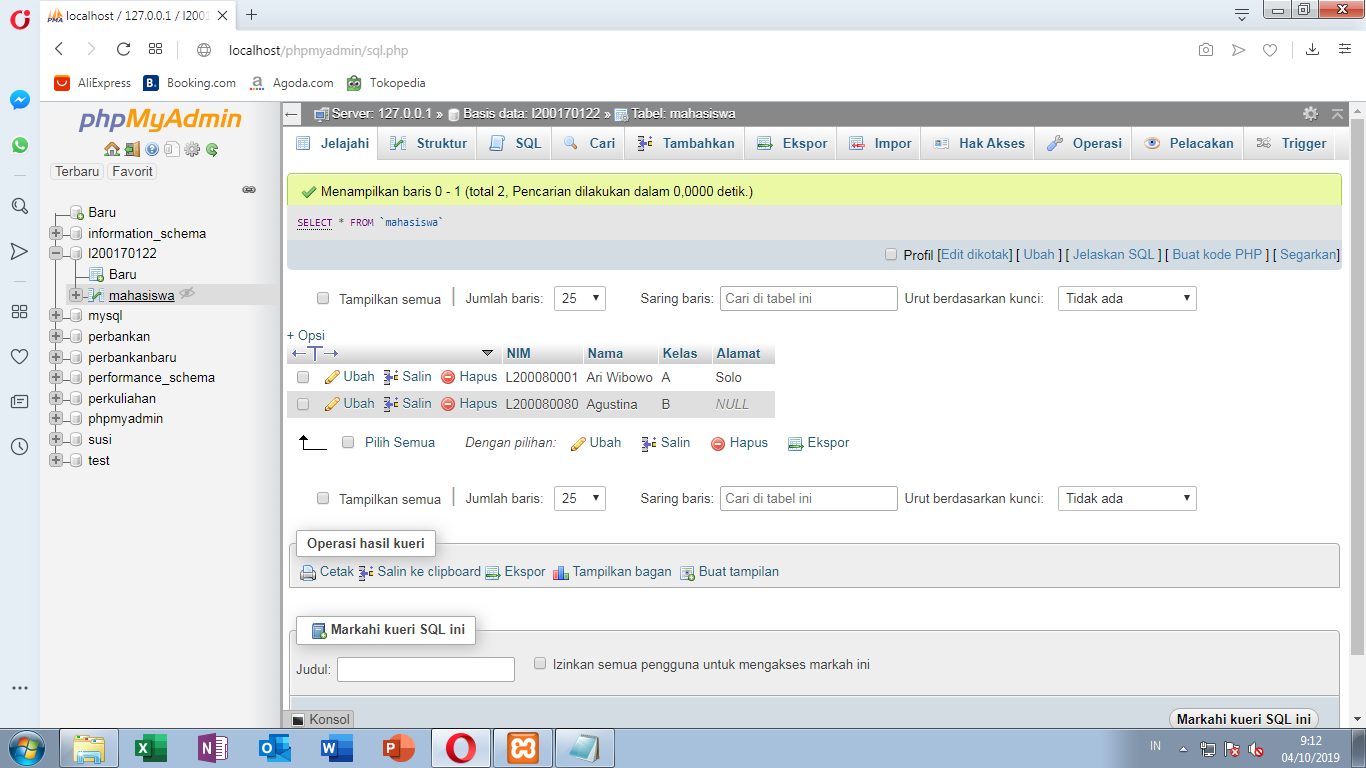 localhost / 127.0.0.1 / l2001
localhost/phpmyadmin/sql.php
AliExpress Booking.com Agoda.com Tokopedia
phpMyAdmin
Terbaru Favorit
Baru
information_schema
l200170122
Baru
mahasiswa
mysql
perbankan
perbankanbaru
performance_schema
perkuliahan
phpmyadmin
susi
test
Server: 127.0.0.1 » Basis data: l200170122 » Tabel: mahasiswa
Jelajahi Struktur SQL Cari Tambahkan Ekspor Impor Hak Akses Operasi Pelacakan Trigger
Menampilkan baris 0 - 1 (total 2, Pencarian dilakukan dalam 0,0000 detik.)
SELECT * FROM `mahasiswa`
Profil [Edit dikotak] [ Ubah ] [ Jelaskan SQL ] [ Buat kode PHP ] [ Segarkan]
Tampilkan semua Jumlah baris: 25 Saring baris: Cari di tabel ini Urut berdasarkan kunci: Tidak ada
+ Opsi
←T→ NIM Nama Kelas Alamat
Ubah Salin Hapus L200080001 Ari Wibowo A Solo
Ubah Salin Hapus L200080080 Agustina B NULL
Pilih Semua Dengan pilihan: Ubah Salin Hapus Ekspor
Tampilkan semua Jumlah baris: 25 Saring baris: Cari di tabel ini Urut berdasarkan kunci: Tidak ada
Operasi hasil kueri
Cetak Salin ke clipboard Ekspor Tampilkan bagan Buat tampilan
Markahi kueri SQL ini
Judul: Izinkan semua pengguna untuk mengakses markah ini
Konsol Markahi kueri SQL ini
IN 9:12
04/10/2019